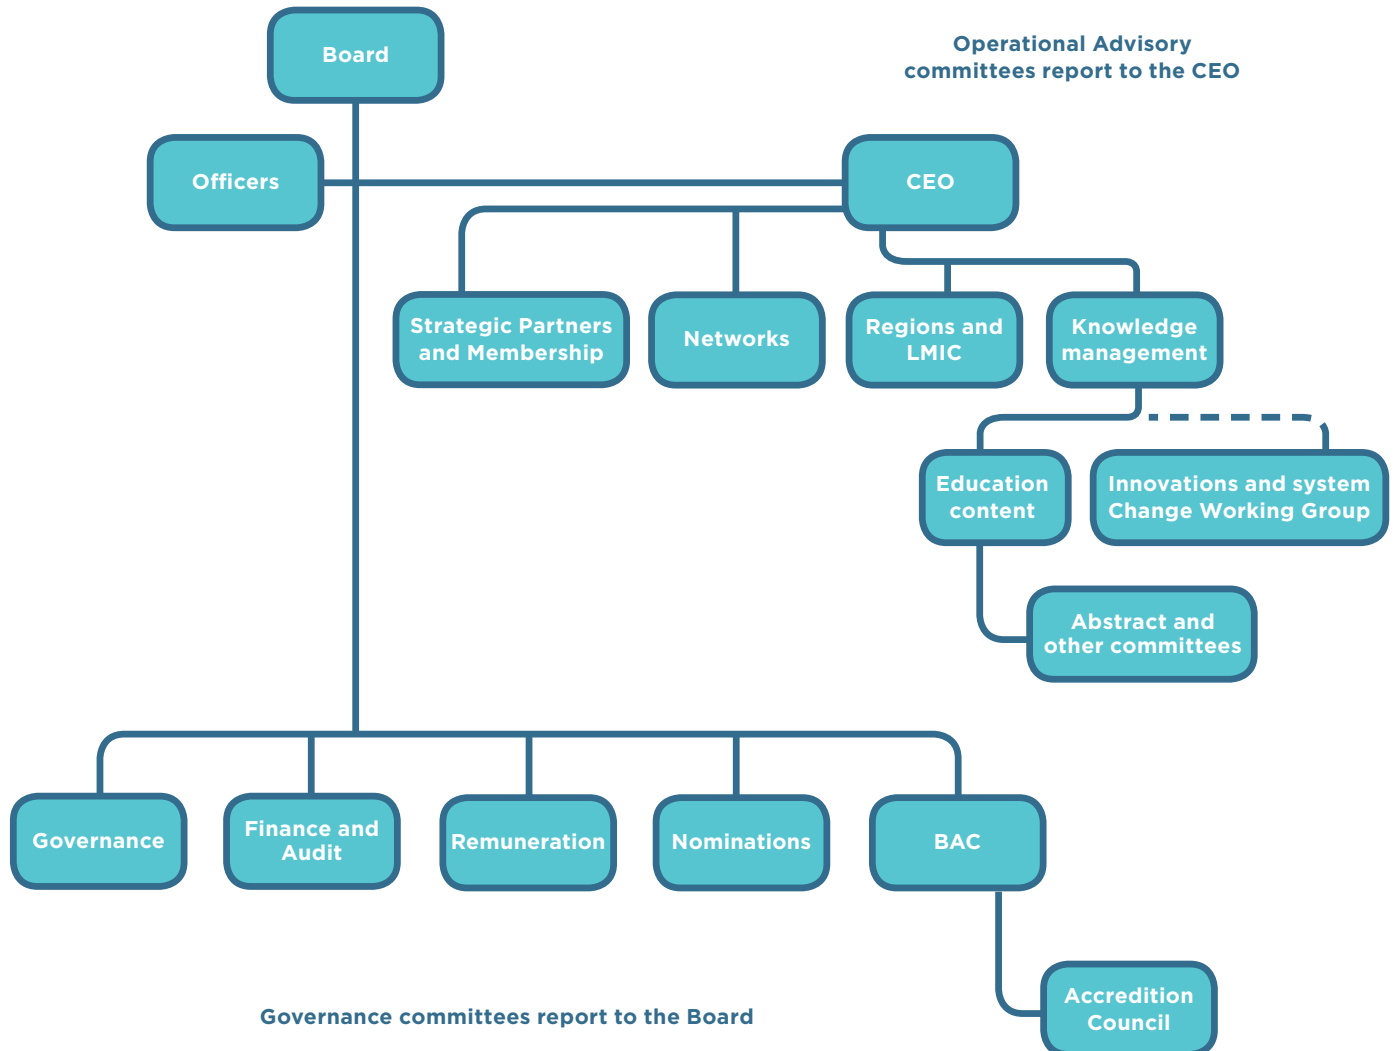 Board
Operational Advisory
committees report to the CEO
Officers
CEO
Strategic Partners
and Membership
Networks
Regions and
LMIC
Knowledge
management
Education
content
Innovations and system
Change Working Group
Abstract and
other committees
Governance
Finance and
Audit
Remuneration
Nominations
BAC
Accredition
Council
Governance committees report to the Board